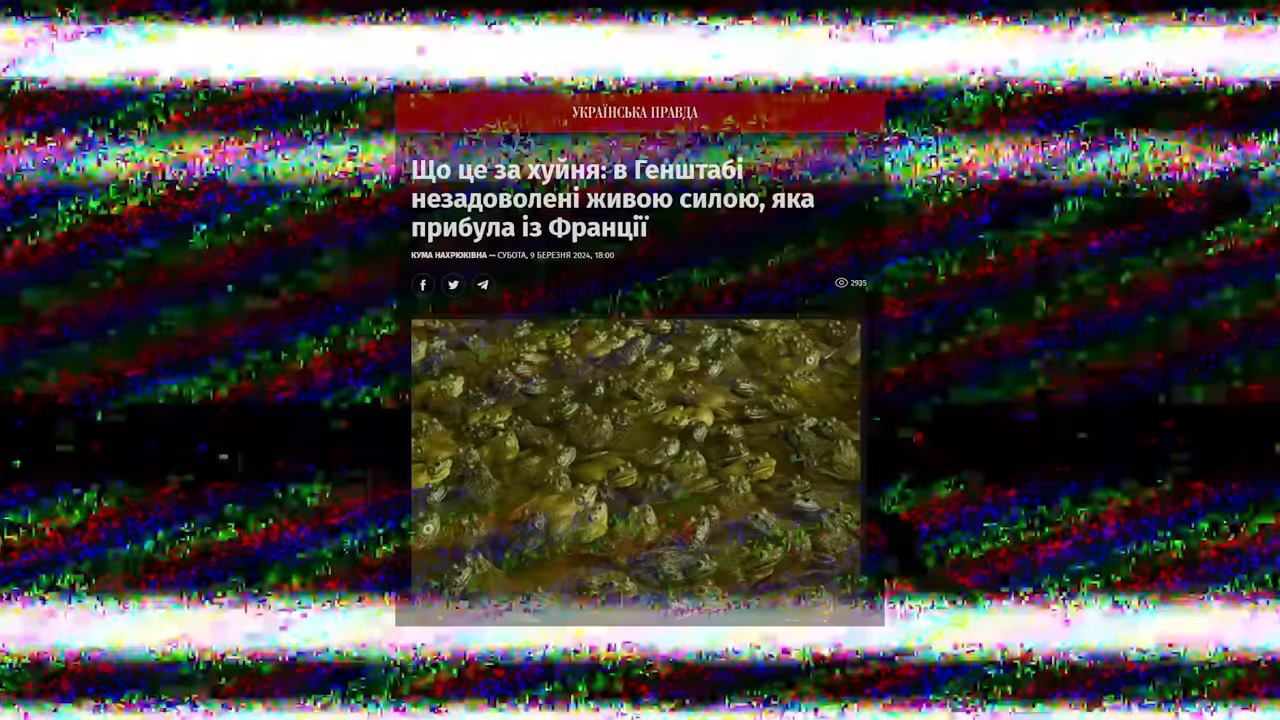 УКРАЇНСЬКА ПРАВДА
Що це за хуйня: в Генштабі
незадоволені живою силою, яка
прибула із Франції
КУМА НАХРЮКІВНА — СУБОТА, 9 БЕРЕЗНЯ 2024, 18:00
2935